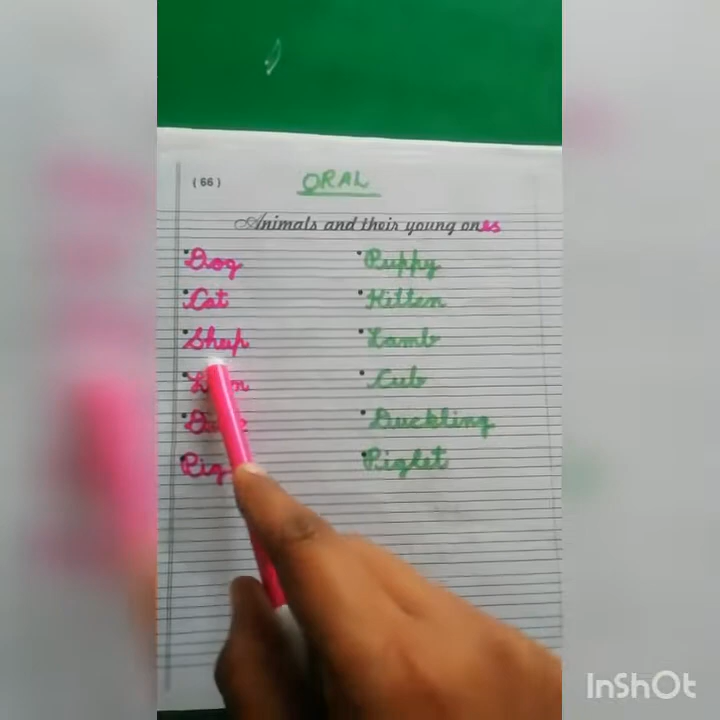 ( 66 )
ORAL
Animals and their young ones
Dog Puppy
Cat Kitten
Sheep Lamb
Cub
Duckling
Pig Piglet
InShOt